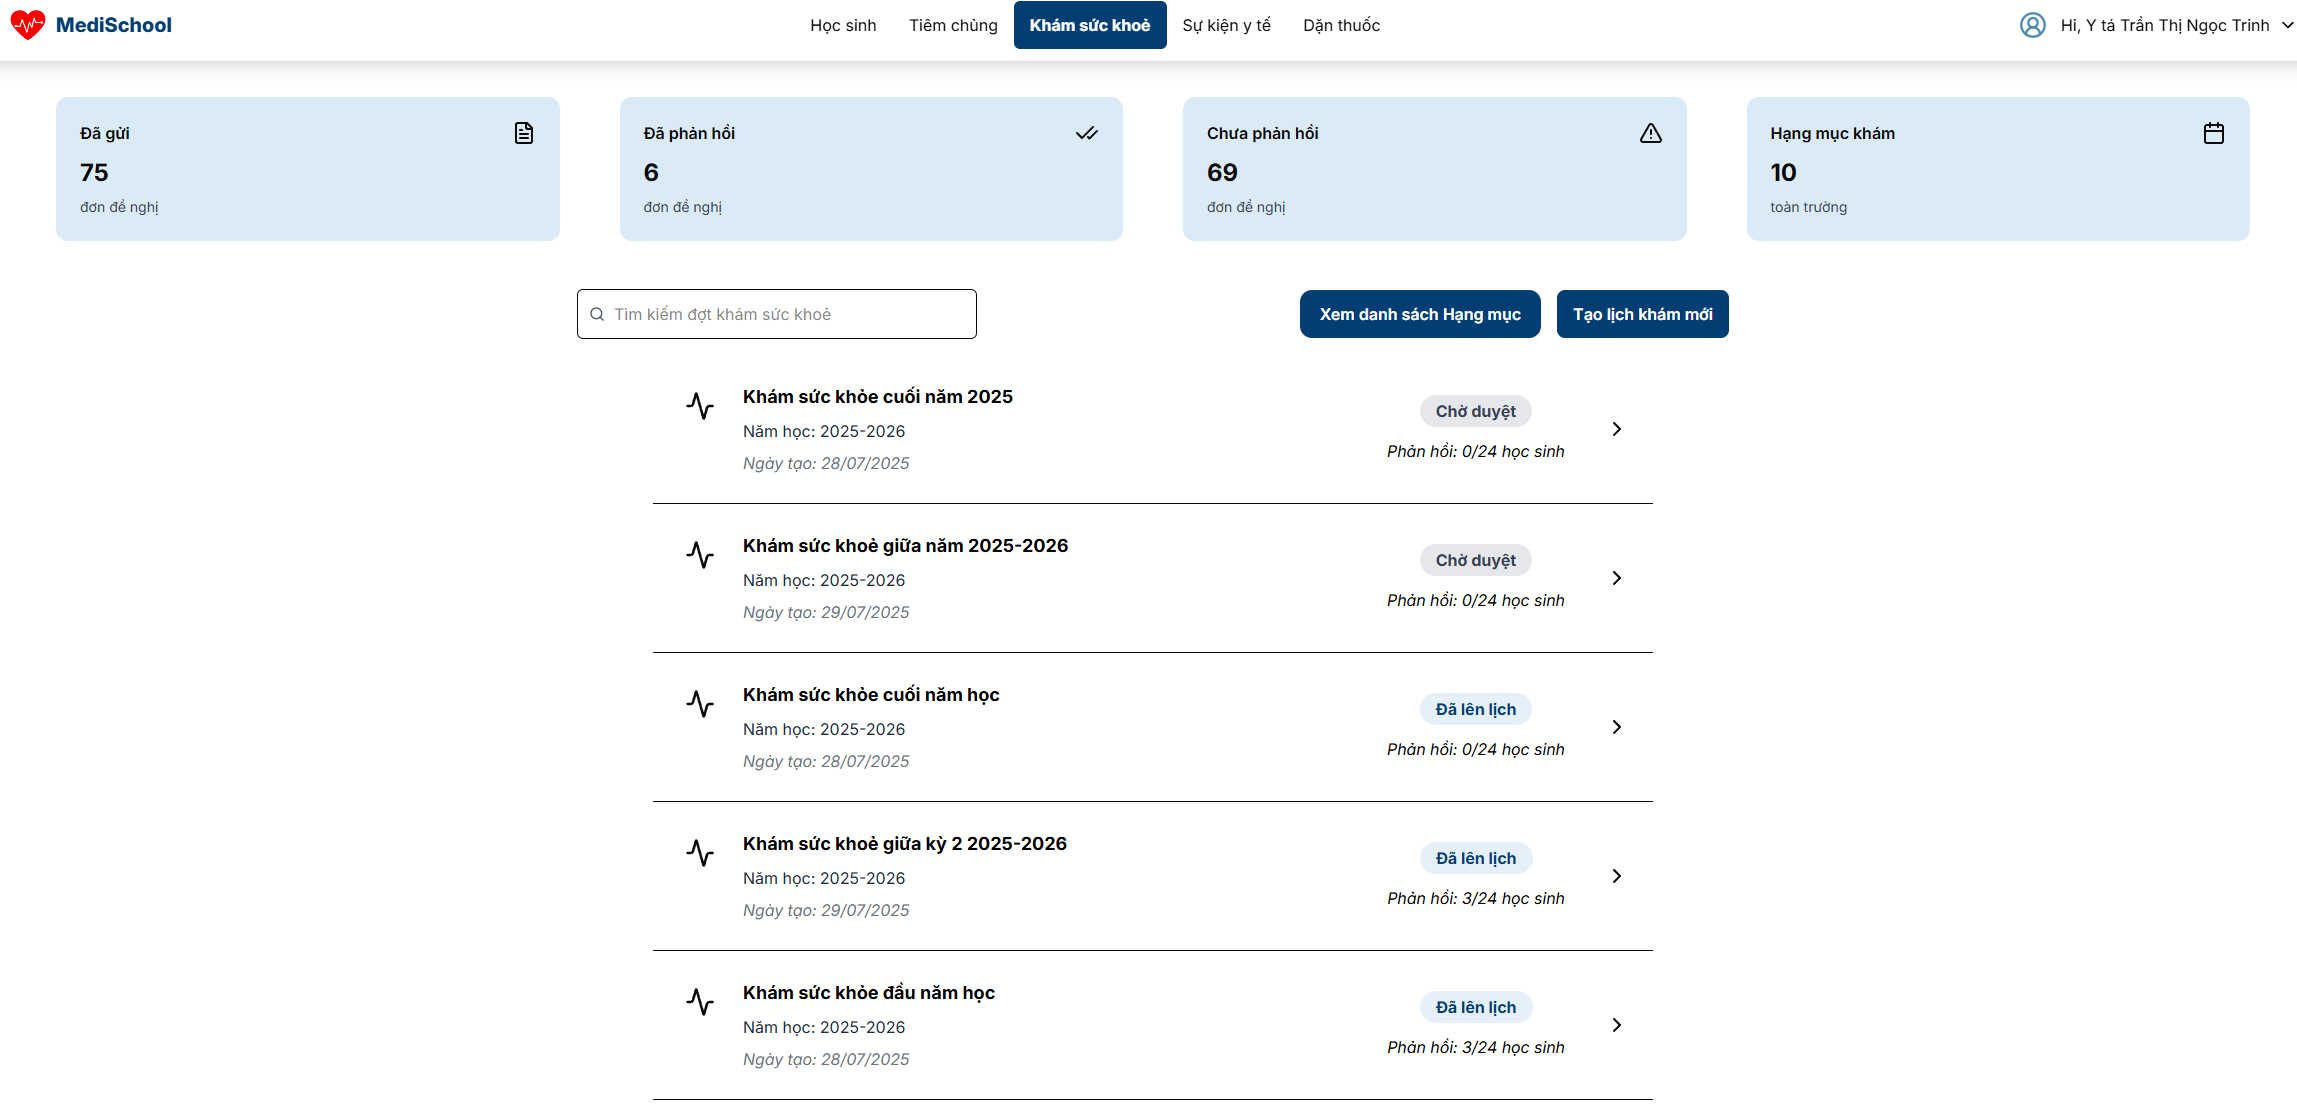 MediSchool
Học sinh
Tiêm chủng
Khám sức khoẻ
Sự kiện y tế
Dặn thuốc
Hi, Y tá Trần Thị Ngọc Trinh
Đã gửi
75
đơn đề nghị
Đã phản hồi
6
đơn đề nghị
Chưa phản hồi
69
đơn đề nghị
Hạng mục khám
10
toàn trường
Tìm kiếm đợt khám sức khoẻ
Xem danh sách Hạng mục
Tạo lịch khám mới
Khám sức khỏe cuối năm 2025
Năm học: 2025-2026
Ngày tạo: 28/07/2025
Chờ duyệt
Phản hồi: 0/24 học sinh
Khám sức khoẻ giữa năm 2025-2026
Năm học: 2025-2026
Ngày tạo: 29/07/2025
Chờ duyệt
Phản hồi: 0/24 học sinh
Khám sức khỏe cuối năm học
Năm học: 2025-2026
Ngày tạo: 28/07/2025
Đã lên lịch
Phản hồi: 0/24 học sinh
Khám sức khoẻ giữa kỳ 2 2025-2026
Năm học: 2025-2026
Ngày tạo: 29/07/2025
Đã lên lịch
Phản hồi: 3/24 học sinh
Khám sức khỏe đầu năm học
Năm học: 2025-2026
Ngày tạo: 28/07/2025
Đã lên lịch
Phản hồi: 3/24 học sinh